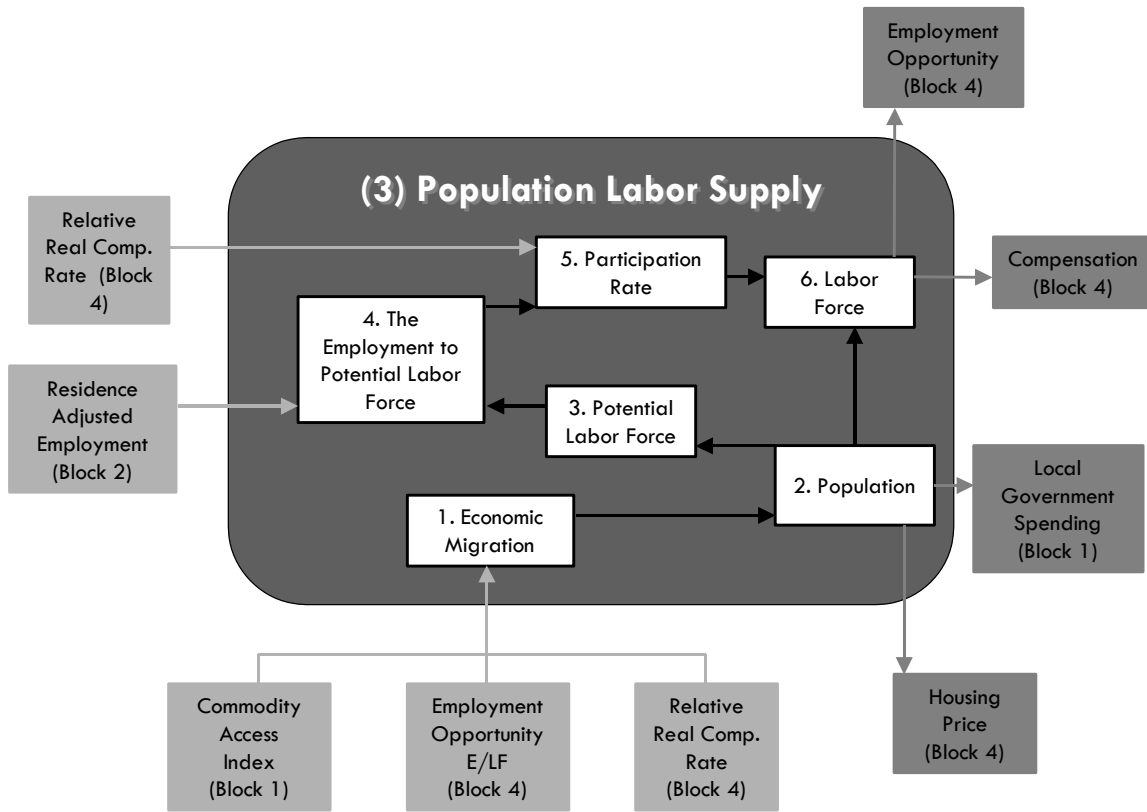 Employment
Opportunity
(Block 4)
(3) Population Labor Supply
Relative
Real Comp.
Rate (Block
4)
5. Participation
Rate
6. Labor
Force
Compensation
(Block 4)
4. The
Employment to
Potential Labor
Force
Residence
Adjusted
Employment
(Block 2)
3. Potential
Labor Force
2. Population
Local
Government
Spending
(Block 1)
1. Economic
Migration
Commodity
Access
Index
(Block 1)
Employment
Opportunity
E/LF
(Block 4)
Relative
Real Comp.
Rate
(Block 4)
Housing
Price
(Block 4)